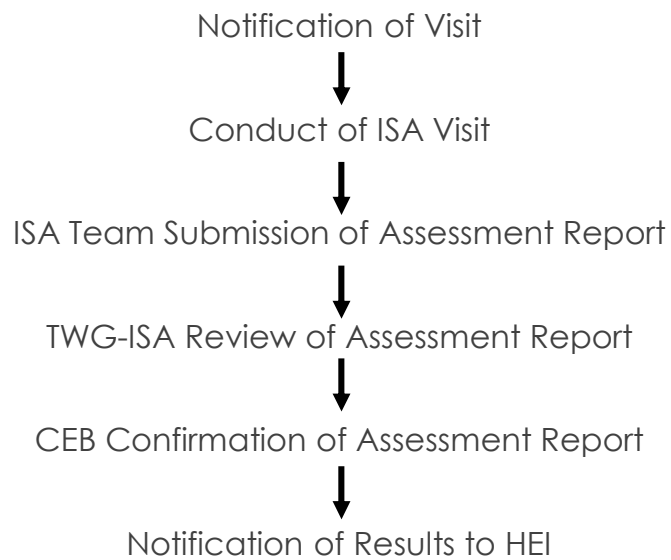 Notification of Visit
Conduct of ISA Visit
ISA Team Submission of Assessment Report
TWG-ISA Review of Assessment Report
CEB Confirmation of Assessment Report
Notification of Results to HEI